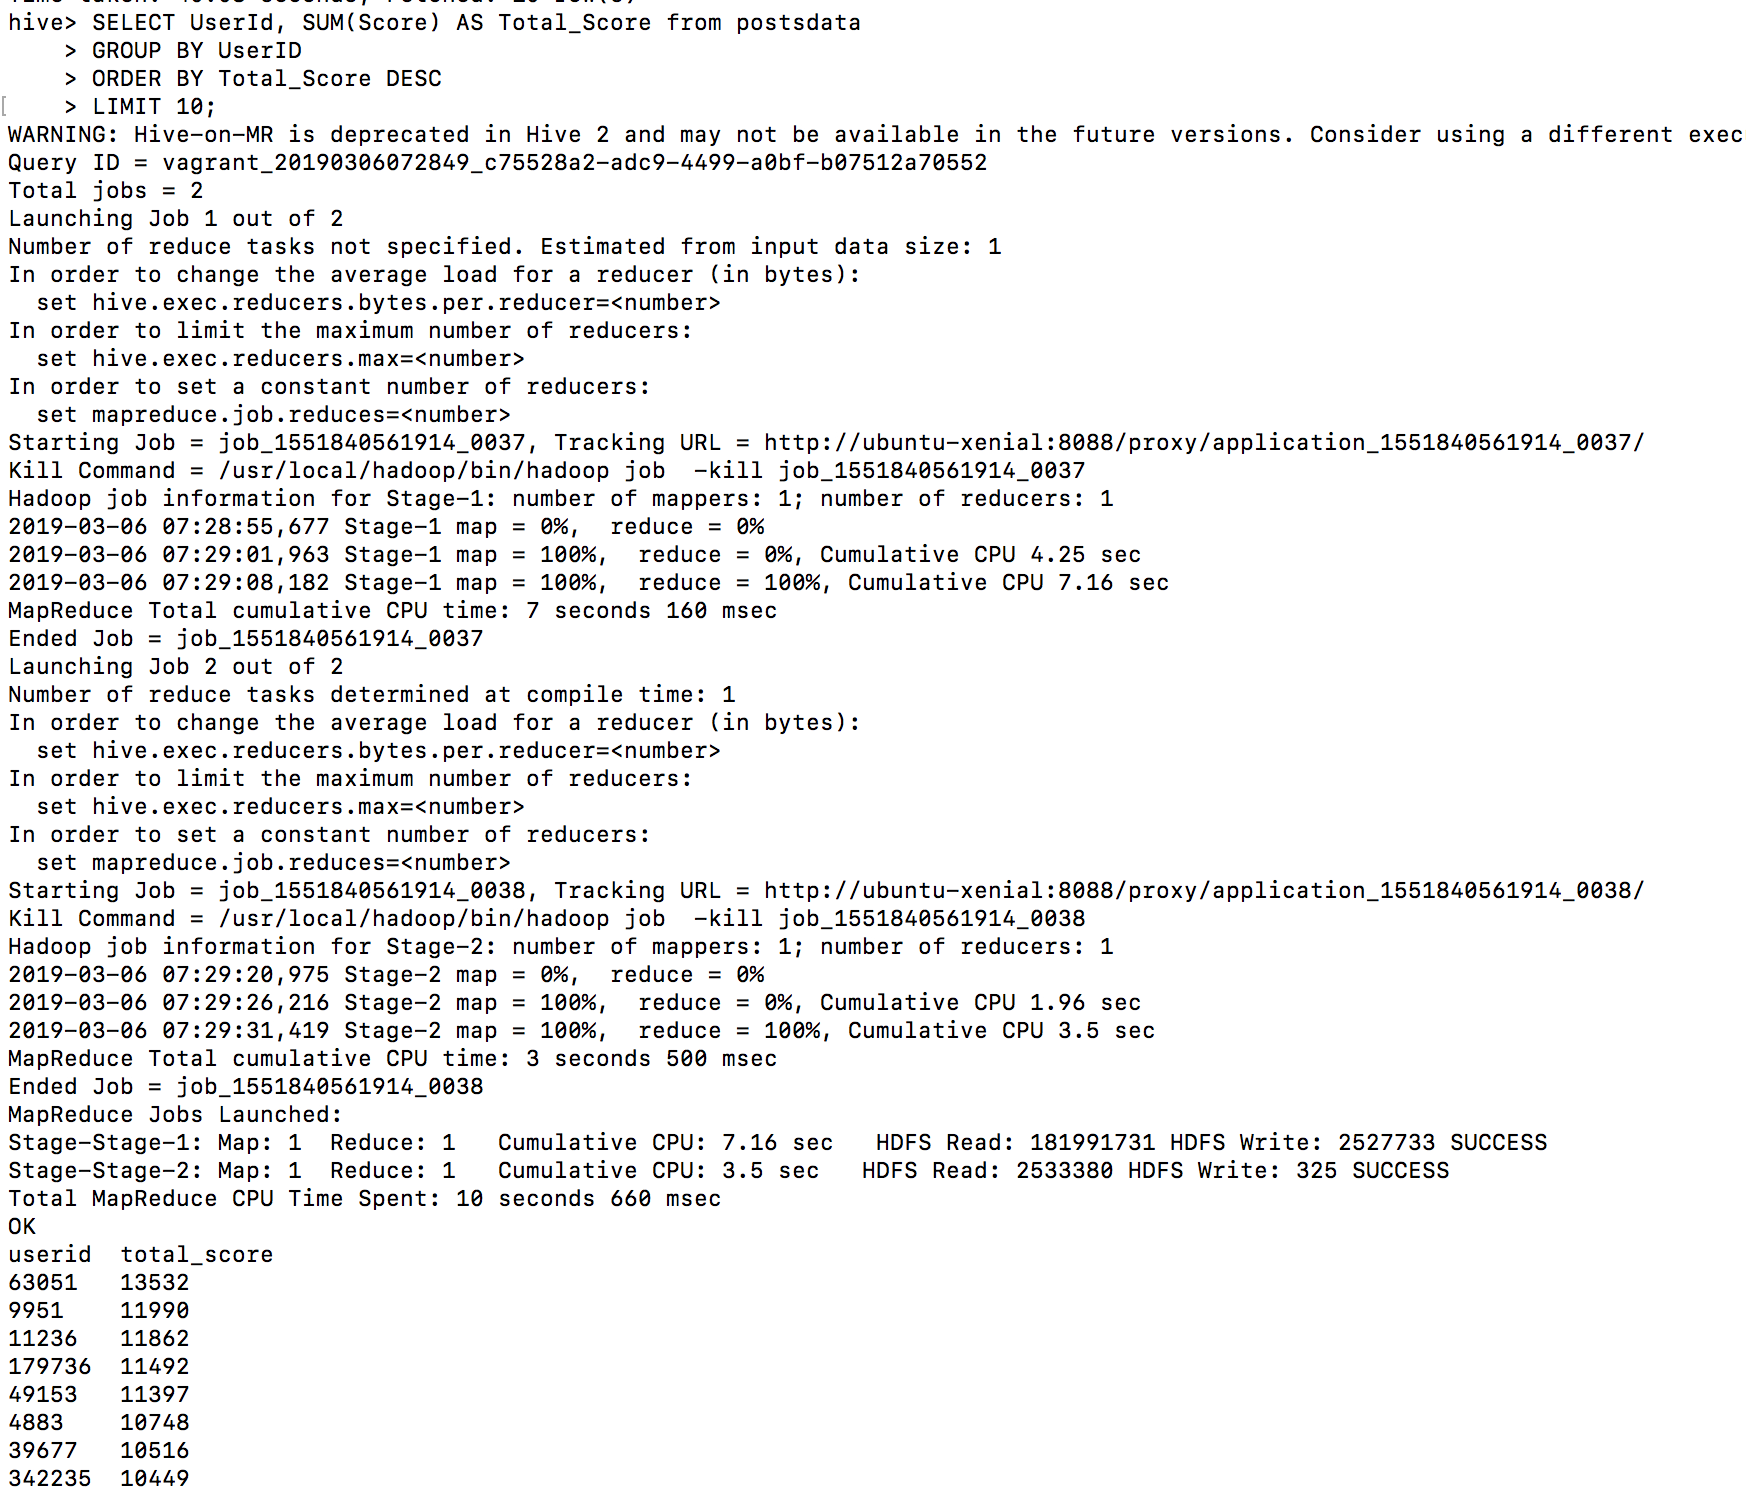 hive> SELECT UserId, SUM(Score) AS Total_Score from postsdata
    > GROUP BY UserID
    > ORDER BY Total_Score DESC
[    > LIMIT 10;
WARNING: Hive-on-MR is deprecated in Hive 2 and may not be available in the future versions. Consider using a different exec
Query ID = vagrant_20190306072849_c75528a2-adc9-4499-a0bf-b07512a70552
Total jobs = 2
Launching Job 1 out of 2
Number of reduce tasks not specified. Estimated from input data size: 1
In order to change the average load for a reducer (in bytes):
  set hive.exec.reducers.bytes.per.reducer=<number>
In order to limit the maximum number of reducers:
  set hive.exec.reducers.max=<number>
In order to set a constant number of reducers:
  set mapreduce.job.reduces=<number>
Starting Job = job_1551840561914_0037, Tracking URL = http://ubuntu-xenial:8088/proxy/application_1551840561914_0037/
Kill Command = /usr/local/hadoop/bin/hadoop job  -kill job_1551840561914_0037
Hadoop job information for Stage-1: number of mappers: 1; number of reducers: 1
2019-03-06 07:28:55,677 Stage-1 map = 0%,  reduce = 0%
2019-03-06 07:29:01,963 Stage-1 map = 100%,  reduce = 0%, Cumulative CPU 4.25 sec
2019-03-06 07:29:08,182 Stage-1 map = 100%,  reduce = 100%, Cumulative CPU 7.16 sec
MapReduce Total cumulative CPU time: 7 seconds 160 msec
Ended Job = job_1551840561914_0037
Launching Job 2 out of 2
Number of reduce tasks determined at compile time: 1
In order to change the average load for a reducer (in bytes):
  set hive.exec.reducers.bytes.per.reducer=<number>
In order to limit the maximum number of reducers:
  set hive.exec.reducers.max=<number>
In order to set a constant number of reducers:
  set mapreduce.job.reduces=<number>
Starting Job = job_1551840561914_0038, Tracking URL = http://ubuntu-xenial:8088/proxy/application_1551840561914_0038/
Kill Command = /usr/local/hadoop/bin/hadoop job  -kill job_1551840561914_0038
Hadoop job information for Stage-2: number of mappers: 1; number of reducers: 1
2019-03-06 07:29:20,975 Stage-2 map = 0%,  reduce = 0%
2019-03-06 07:29:26,216 Stage-2 map = 100%,  reduce = 0%, Cumulative CPU 1.96 sec
2019-03-06 07:29:31,419 Stage-2 map = 100%,  reduce = 100%, Cumulative CPU 3.5 sec
MapReduce Total cumulative CPU time: 3 seconds 500 msec
Ended Job = job_1551840561914_0038
MapReduce Jobs Launched:
Stage-Stage-1: Map: 1  Reduce: 1   Cumulative CPU: 7.16 sec   HDFS Read: 181991731 HDFS Write: 2527733 SUCCESS
Stage-Stage-2: Map: 1  Reduce: 1   Cumulative CPU: 3.5 sec   HDFS Read: 2533380 HDFS Write: 325 SUCCESS
Total MapReduce CPU Time Spent: 10 seconds 660 msec
OK
userid  total_score
63051   13532
9951    11990
11236   11862
179736  11492
49153   11397
4883    10748
39677   10516
342235  10449